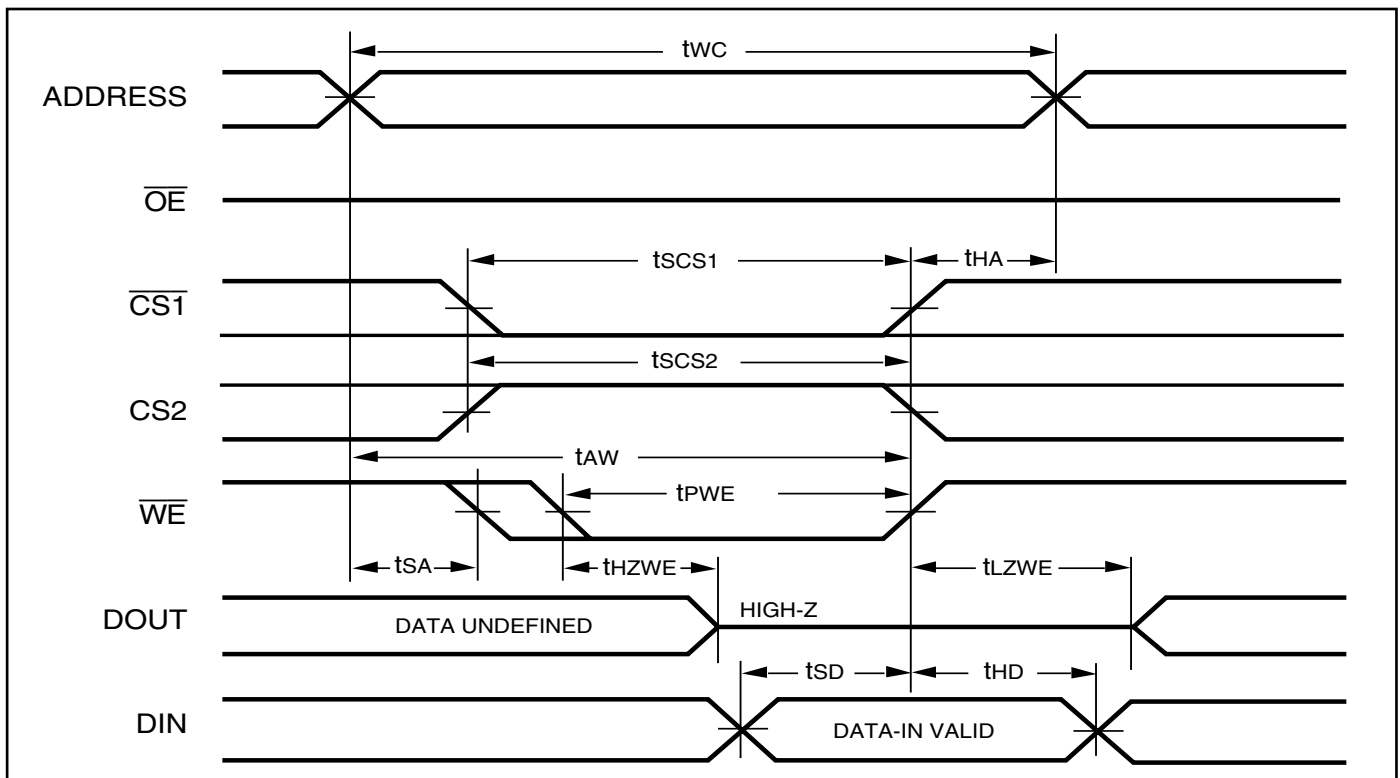 tWC
ADDRESS
OE
tSCS1
tHA
CS1
tSCS2
CS2
tAW
tPWE
WE
tSA
tHZWE
tLZWE
DOUT
DATA UNDEFINED
HIGH-Z
tSD
tHD
DIN
DATA-IN VALID